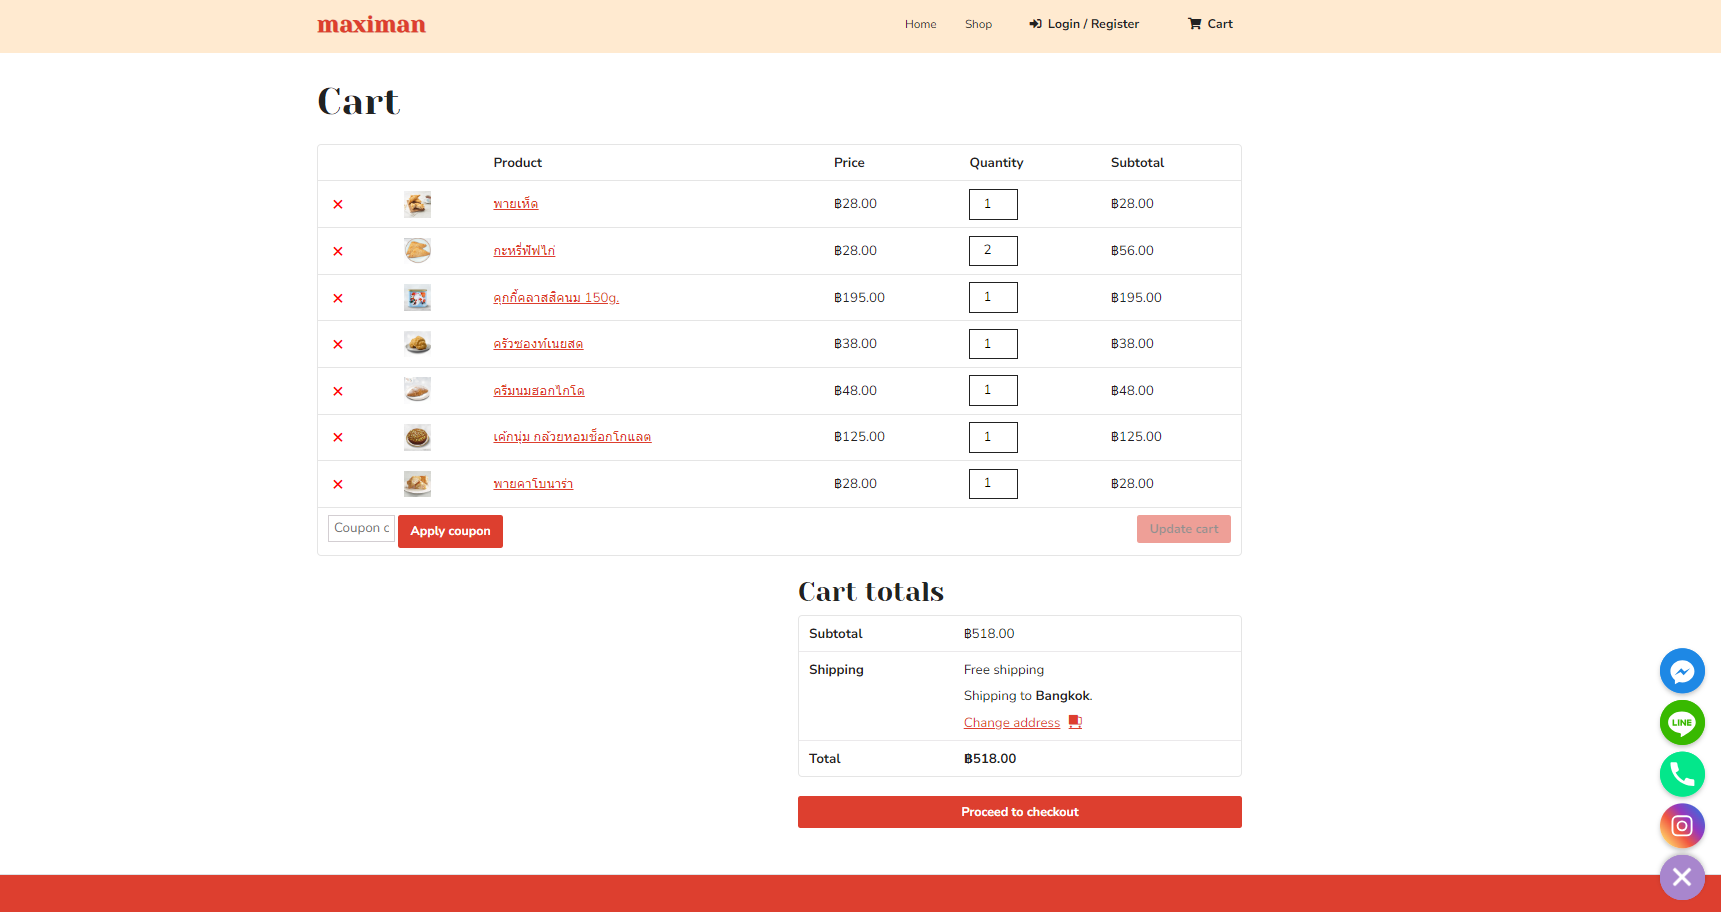 maximan
Home Shop Login / Register Cart
Cart
Product Price Quantity Subtotal
พายเห็ด ฿28.00 1 ฿28.00
กะหรี่พัฟไก่ ฿28.00 2 ฿56.00
คุกกี้คลาสสิคนม 150g. ฿195.00 1 ฿195.00
ครัวซองท์เนยสด ฿38.00 1 ฿38.00
ครีมนมฮอกไกโด ฿48.00 1 ฿48.00
เค้กนุ่ม กล้วยหอมช็อกโกแลต ฿125.00 1 ฿125.00
พายคาโบนาร่า ฿28.00 1 ฿28.00
Coupon c Apply coupon Update cart
Cart totals
Subtotal ฿518.00
Shipping Free shipping
Shipping to Bangkok.
Change address
Total ฿518.00
Proceed to checkout
LINE